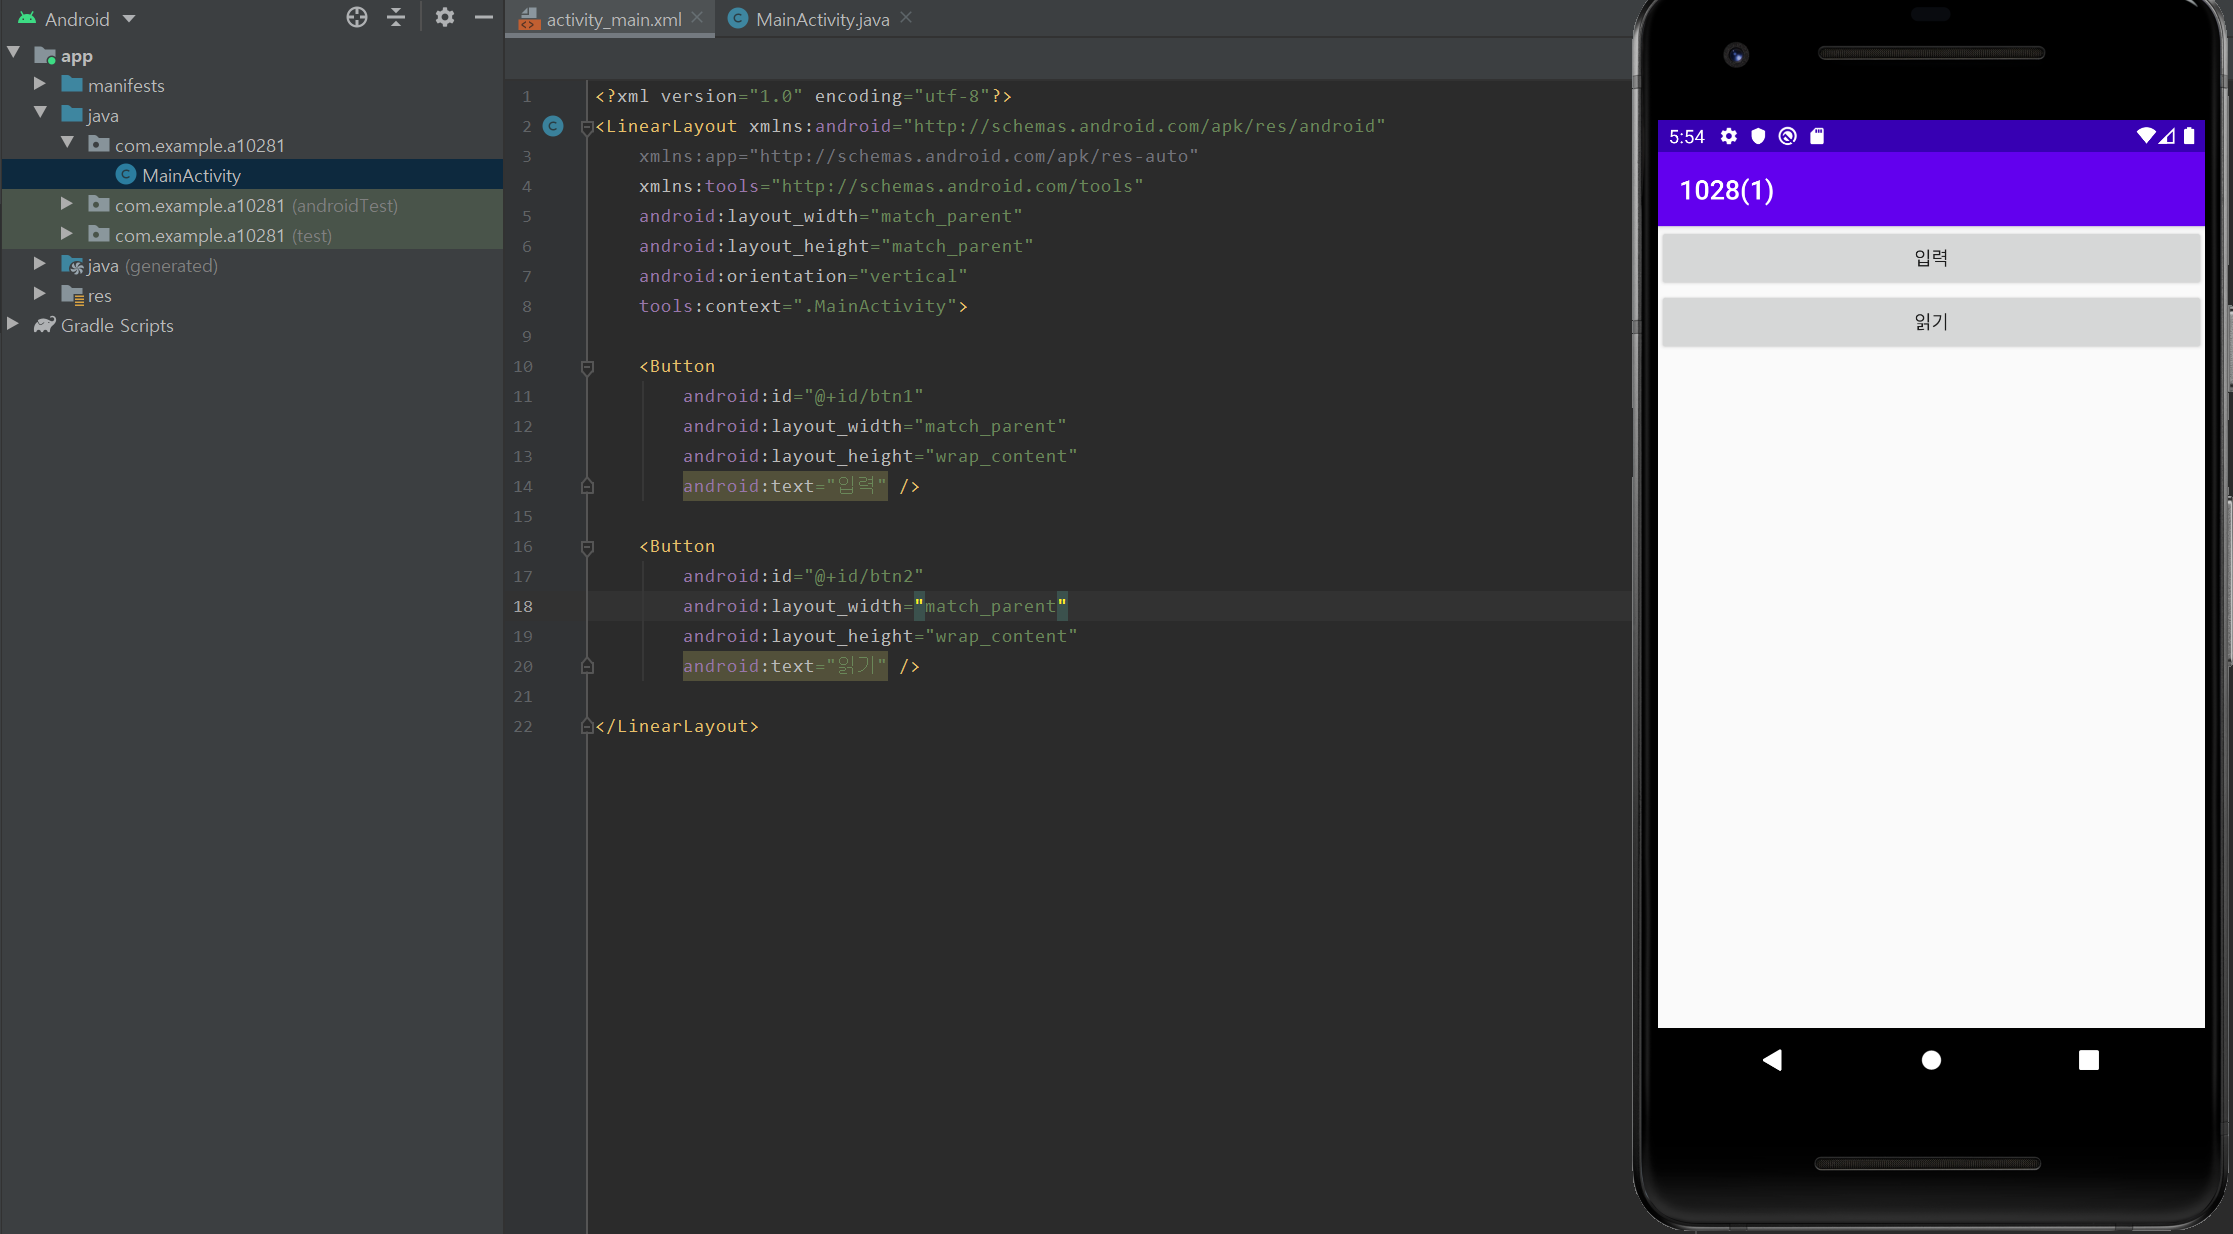 Android
app
manifests
java
com.example.a10281
MainActivity
com.example.a10281 (androidTest)
com.example.a10281 (test)
java (generated)
res
Gradle Scripts
activity_main.xml
MainActivity.java
1 <?xml version="1.0" encoding="utf-8"?>
2 <LinearLayout xmlns:android="http://schemas.android.com/apk/res/android"
3 xmlns:app="http://schemas.android.com/apk/res-auto"
4 xmlns:tools="http://schemas.android.com/tools"
5 android:layout_width="match_parent"
6 android:layout_height="match_parent"
7 android:orientation="vertical"
8 tools:context=".MainActivity">
9
10 <Button
11 android:id="@+id/btn1"
12 android:layout_width="match_parent"
13 android:layout_height="wrap_content"
14 android:text="입력" />
15
16 <Button
17 android:id="@+id/btn2"
18 android:layout_width="match_parent"
19 android:layout_height="wrap_content"
20 android:text="읽기" />
21
22 </LinearLayout>
5:54
1028(1)
입력
읽기